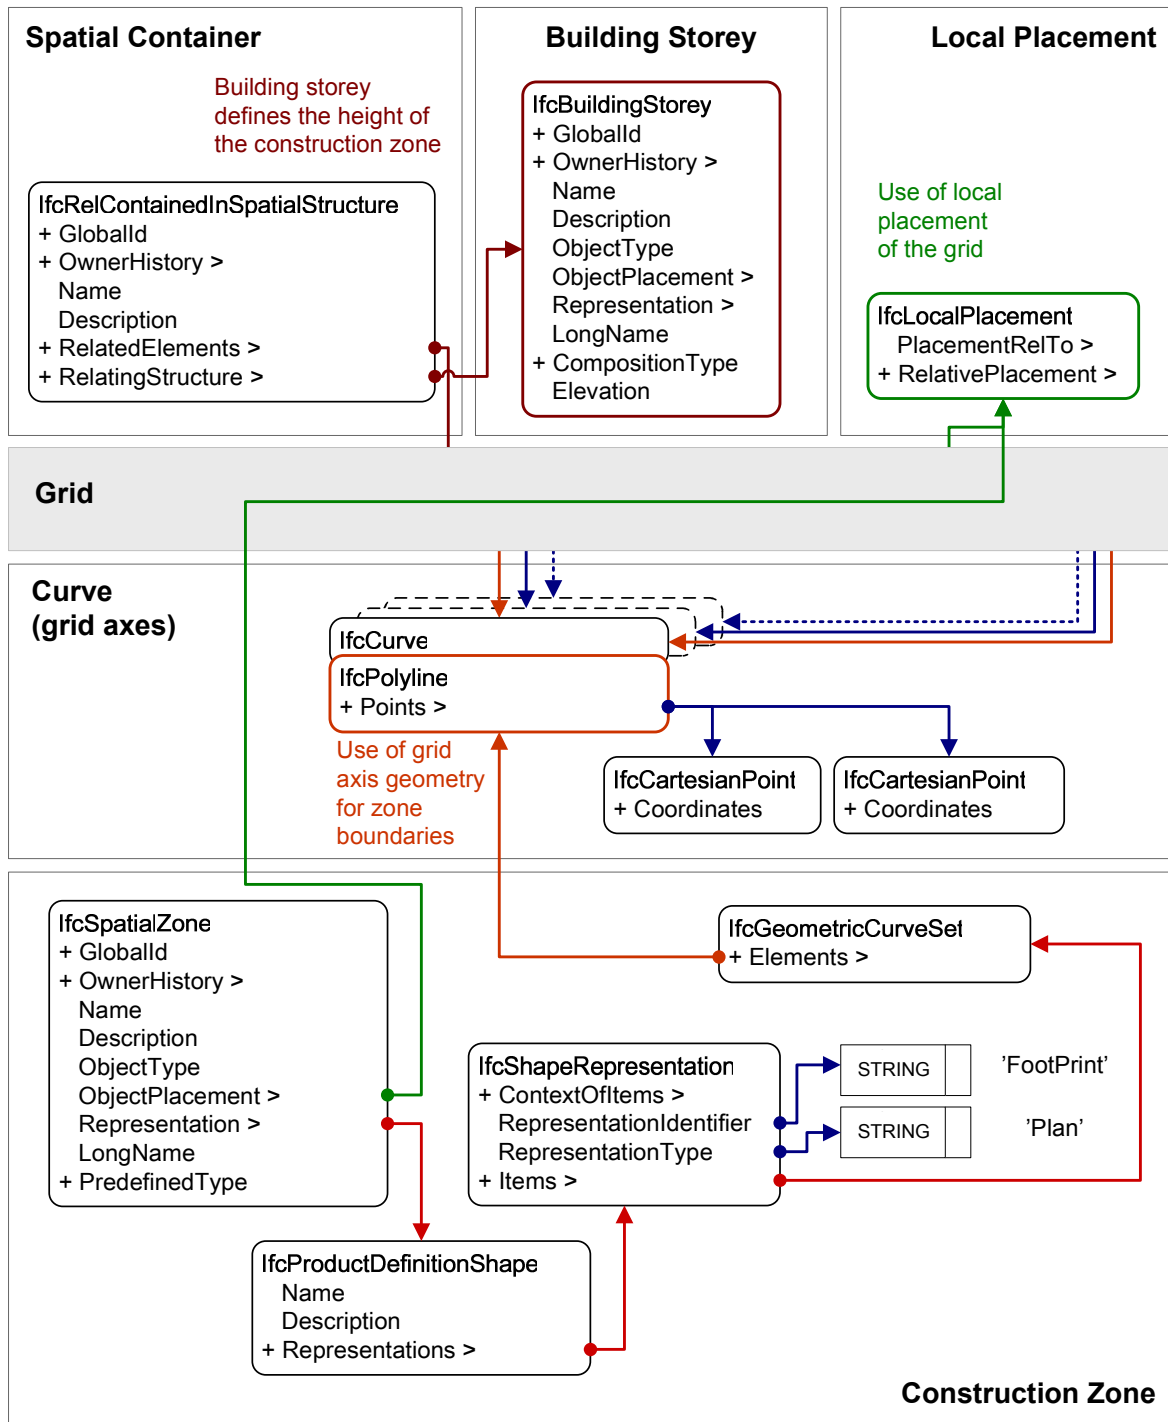 Spatial Container
Building storey
defines the height of
the construction zone
IfcRelContainedInSpatialStructure
+ GlobalId
+ OwnerHistory >
Name
Description
+ RelatedElements >
+ RelatingStructure >
Building Storey
IfcBuildingStorey
+ GlobalId
+ OwnerHistory >
Name
Description
ObjectType
ObjectPlacement >
Representation >
LongName
+ CompositionType
Elevation
Local Placement
Use of local
placement
of the grid
IfcLocalPlacement
PlacementRelTo >
+ RelativePlacement >
Grid
Curve
(grid axes)
IfcCurve
IfcPolyline
+ Points >
Use of grid
axis geometry
for zone
boundaries
IfcCartesianPoint
+ Coordinates
IfcCartesianPoint
+ Coordinates
IfcSpatialZone
+ GlobalId
+ OwnerHistory >
Name
Description
ObjectType
ObjectPlacement >
Representation >
LongName
+ PredefinedType
IfcGeometricCurveSet
+ Elements >
IfcShapeRepresentation
+ ContextOfItems >
RepresentationIdentifier
RepresentationType
+ Items >
STRING
’FootPrint’
STRING
’Plan’
IfcProductDefinitionShape
Name
Description
+ Representations >
Construction Zone